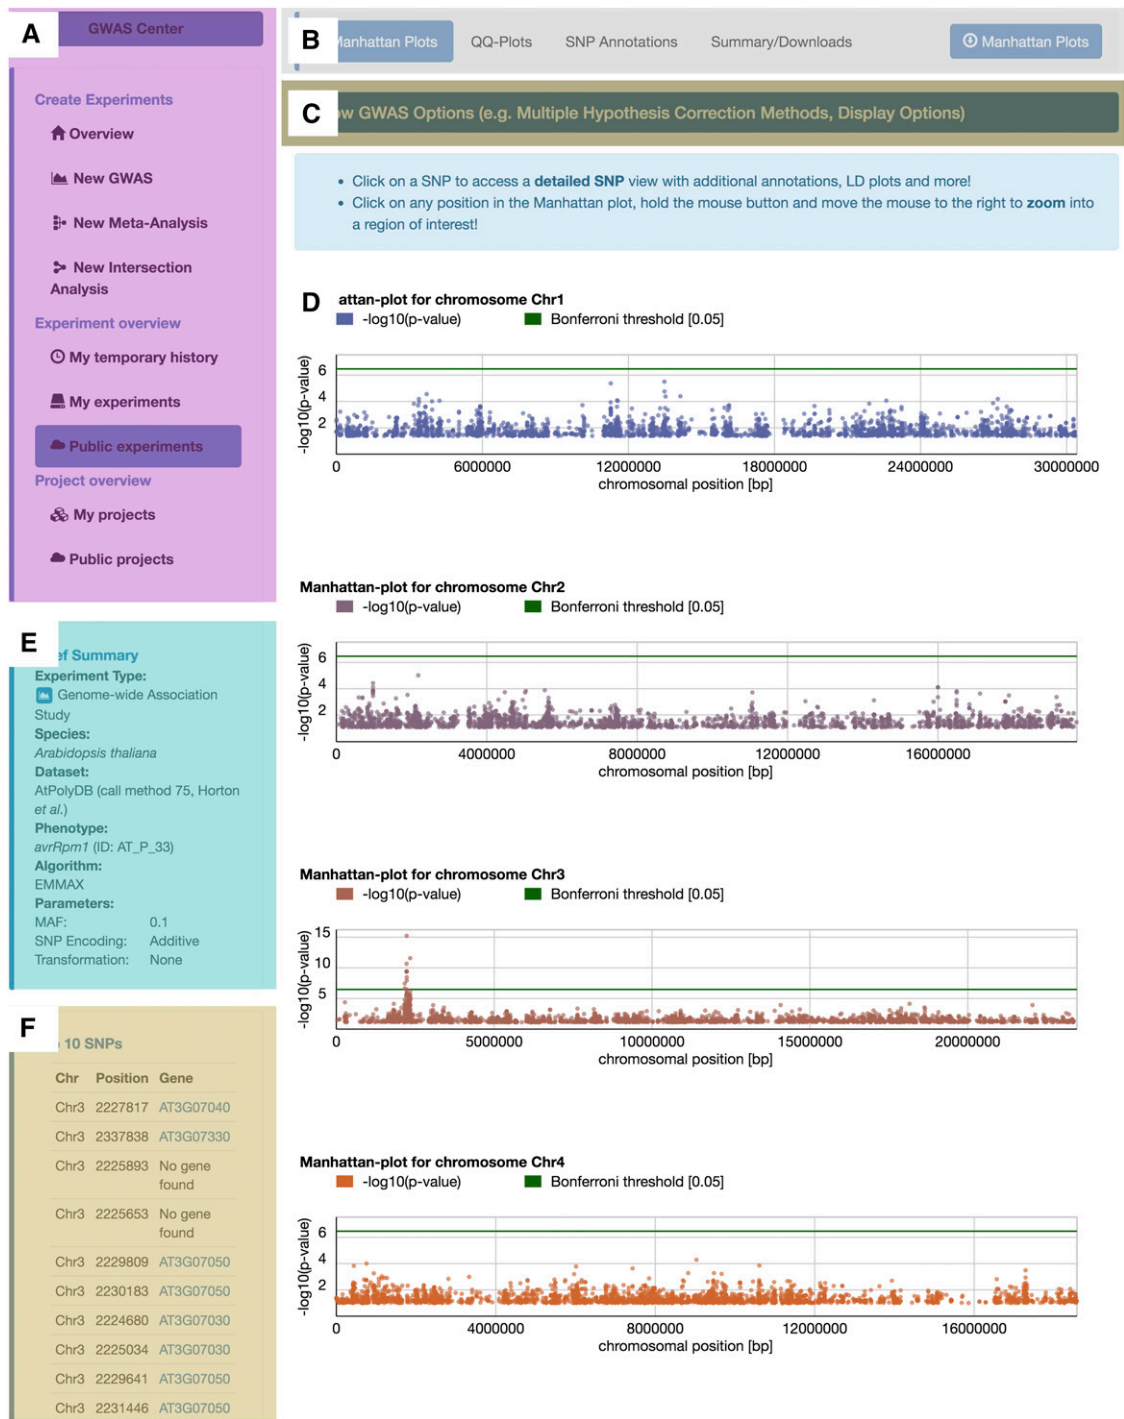 A
GWAS Center
Create Experiments
Overview
New GWAS
New Meta-Analysis
New Intersection
Analysis
Experiment overview
My temporary history
My experiments
Public experiments
Project overview
My projects
Public projects
B
Manhattan Plots QQ-Plots SNP Annotations Summary/Downloads Manhattan Plots
C
ow GWAS Options (e.g. Multiple Hypothesis Correction Methods, Display Options)
• Click on a SNP to access a detailed SNP view with additional annotations, LD plots and more!
• Click on any position in the Manhattan plot, hold the mouse button and move the mouse to the right to zoom into
a region of interest!
D
attan-plot for chromosome Chr1
-log10(p-value) Bonferroni threshold [0.05]
-log10(p-value)
6
4
2
0 6000000 12000000 18000000 24000000 30000000
chromosomal position [bp]
Manhattan-plot for chromosome Chr2
-log10(p-value) Bonferroni threshold [0.05]
-log10(p-value)
6
4
2
0 4000000 8000000 12000000 16000000
chromosomal position [bp]
Manhattan-plot for chromosome Chr3
-log10(p-value) Bonferroni threshold [0.05]
-log10(p-value)
15
10
5
0 5000000 10000000 15000000 20000000
chromosomal position [bp]
Manhattan-plot for chromosome Chr4
-log10(p-value) Bonferroni threshold [0.05]
-log10(p-value)
6
4
2
0 4000000 8000000 12000000 16000000
chromosomal position [bp]
E
ef Summary
Experiment Type:
Genome-wide Association
Study
Species:
Arabidopsis thaliana
Dataset:
AtPolyDB (call method 75, Horton
et al.)
Phenotype:
avrRpm1 (ID: AT_P_33)
Algorithm:
EMMAX
Parameters:
MAF: 0.1
SNP Encoding: Additive
Transformation: None
F
10 SNPs
Chr Position Gene
Chr3 2227817 AT3G07040
Chr3 2337838 AT3G07330
Chr3 2225893 No gene
found
Chr3 2225653 No gene
found
Chr3 2229809 AT3G07050
Chr3 2230183 AT3G07050
Chr3 2224680 AT3G07030
Chr3 2225034 AT3G07030
Chr3 2229641 AT3G07050
Chr3 2231446 AT3G07050